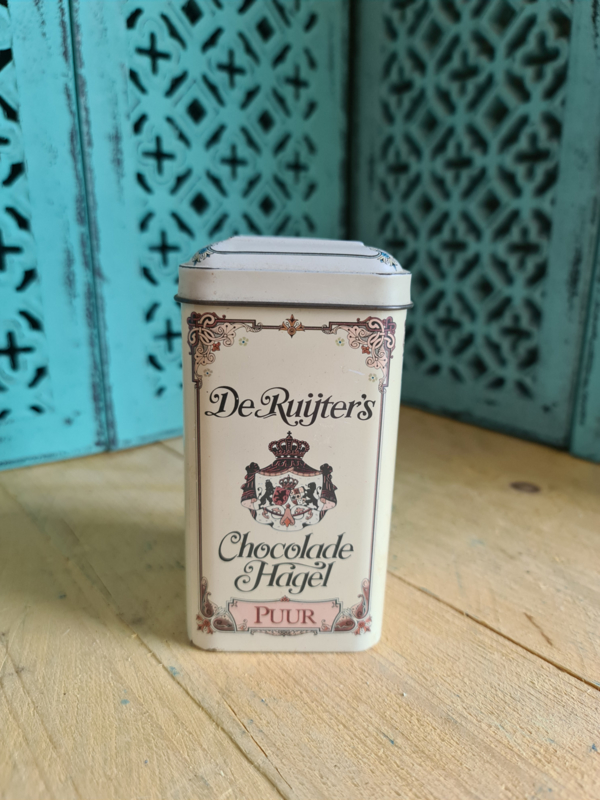 De Ruijter's
Chocolade
Hagel
PUUR